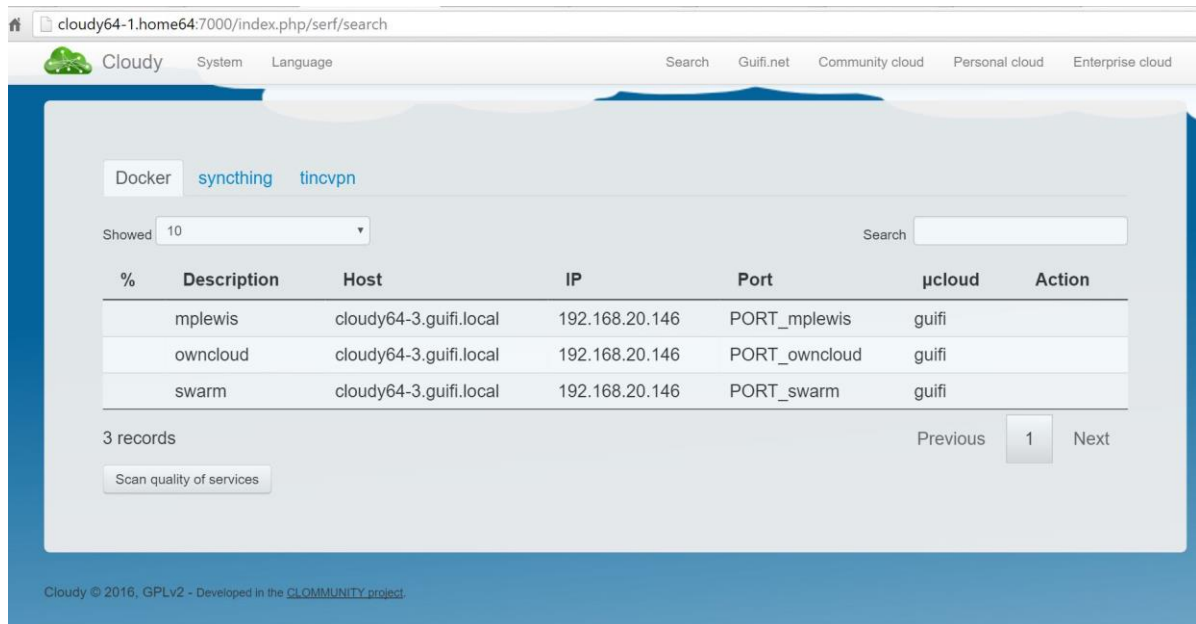 cloudy64-1.home64:7000/index.php/serf/search
Cloudy System Language Search Guifi.net Community cloud Personal cloud Enterprise cloud
Docker syncthing tincvpn
Showed 10 Search
% Description Host IP Port µcloud Action
mplewis cloudy64-3.guifi.local 192.168.20.146 PORT_mplewis guifi
owncloud cloudy64-3.guifi.local 192.168.20.146 PORT_owncloud guifi
swarm cloudy64-3.guifi.local 192.168.20.146 PORT_swarm guifi
3 records Previous 1 Next
Scan quality of services
Cloudy © 2016, GPLv2 - Developed in the CLOMMUNITY project.